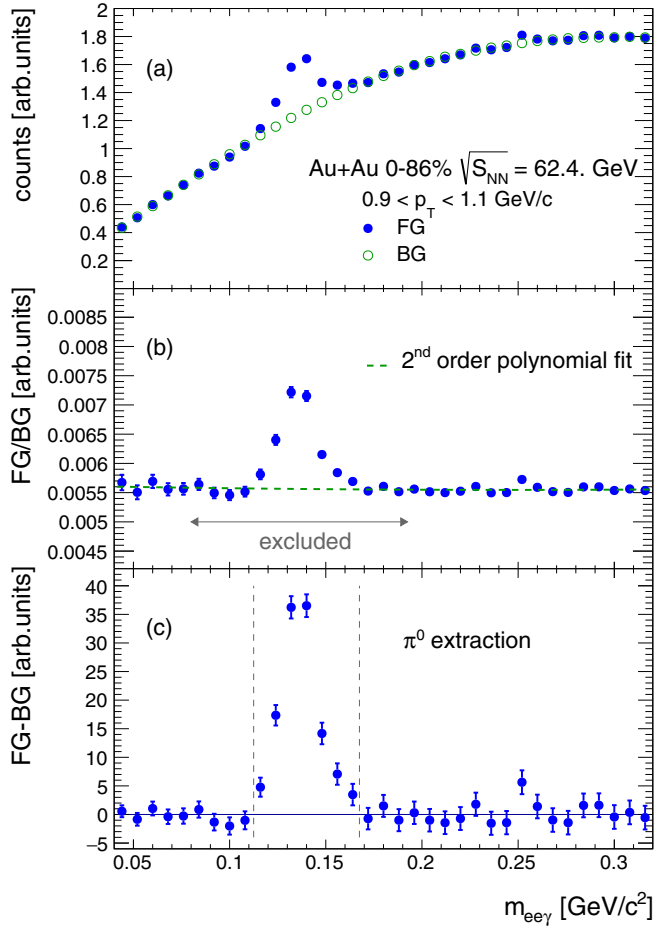 counts [arb.units]
2
1.8
1.6
1.4
1.2
1
0.8
0.6
0.4
0.2
(a)
Au+Au 0-86% √S_NN = 62.4. GeV
0.9 < p_T < 1.1 GeV/c
FG
BG
FG/BG [arb.units]
0.0085
0.008
0.0075
0.007
0.0065
0.006
0.0055
0.005
0.0045
(b)
2nd order polynomial fit
excluded
FG-BG [arb.units]
40
35
30
25
20
15
10
5
0
−5
(c)
π⁰ extraction
0.05 0.1 0.15 0.2 0.25 0.3
m_eeγ [GeV/c²]